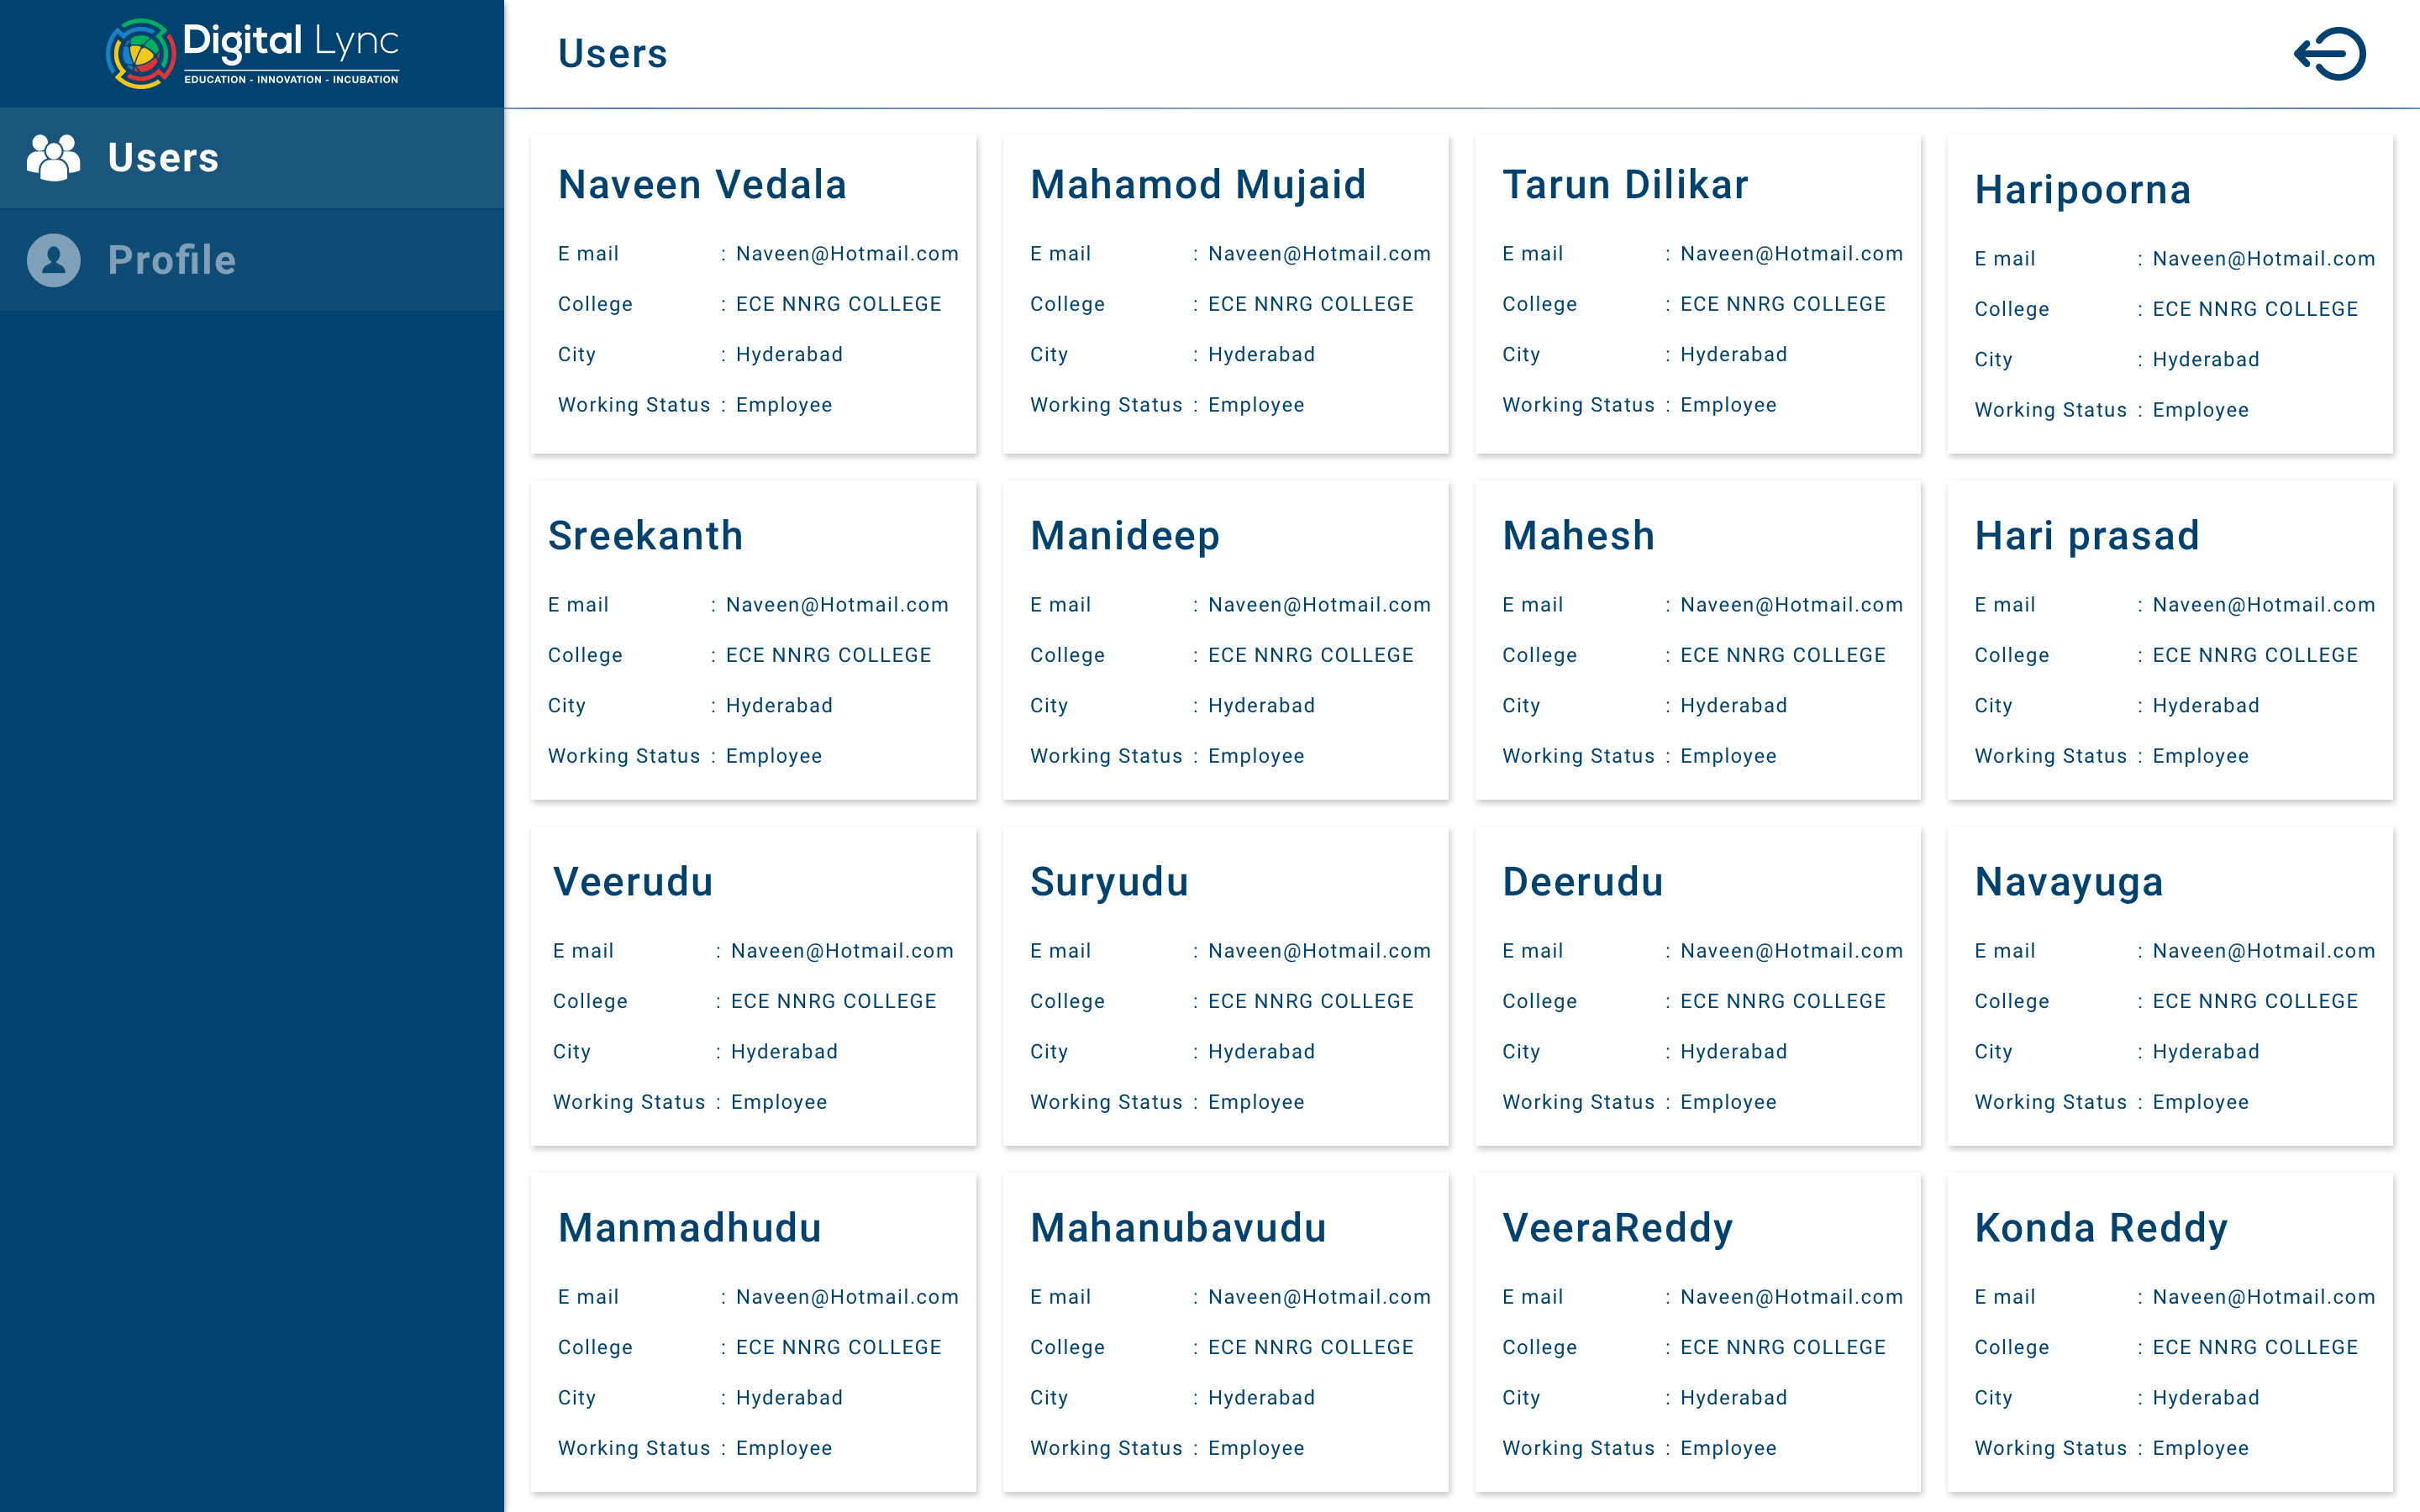 Digital Lync
EDUCATION - INNOVATION - INCUBATION
Users
Profile
Users
Naveen Vedala
E mail : Naveen@Hotmail.com
College : ECE NNRG COLLEGE
City : Hyderabad
Working Status : Employee
Mahamod Mujaid
E mail : Naveen@Hotmail.com
College : ECE NNRG COLLEGE
City : Hyderabad
Working Status : Employee
Tarun Dilikar
E mail : Naveen@Hotmail.com
College : ECE NNRG COLLEGE
City : Hyderabad
Working Status : Employee
Haripoorna
E mail : Naveen@Hotmail.com
College : ECE NNRG COLLEGE
City : Hyderabad
Working Status : Employee
Sreekanth
E mail : Naveen@Hotmail.com
College : ECE NNRG COLLEGE
City : Hyderabad
Working Status : Employee
Manideep
E mail : Naveen@Hotmail.com
College : ECE NNRG COLLEGE
City : Hyderabad
Working Status : Employee
Mahesh
E mail : Naveen@Hotmail.com
College : ECE NNRG COLLEGE
City : Hyderabad
Working Status : Employee
Hari prasad
E mail : Naveen@Hotmail.com
College : ECE NNRG COLLEGE
City : Hyderabad
Working Status : Employee
Veerudu
E mail : Naveen@Hotmail.com
College : ECE NNRG COLLEGE
City : Hyderabad
Working Status : Employee
Suryudu
E mail : Naveen@Hotmail.com
College : ECE NNRG COLLEGE
City : Hyderabad
Working Status : Employee
Deerudu
E mail : Naveen@Hotmail.com
College : ECE NNRG COLLEGE
City : Hyderabad
Working Status : Employee
Navayuga
E mail : Naveen@Hotmail.com
College : ECE NNRG COLLEGE
City : Hyderabad
Working Status : Employee
Manmadhudu
E mail : Naveen@Hotmail.com
College : ECE NNRG COLLEGE
City : Hyderabad
Working Status : Employee
Mahanubavudu
E mail : Naveen@Hotmail.com
College : ECE NNRG COLLEGE
City : Hyderabad
Working Status : Employee
VeeraReddy
E mail : Naveen@Hotmail.com
College : ECE NNRG COLLEGE
City : Hyderabad
Working Status : Employee
Konda Reddy
E mail : Naveen@Hotmail.com
College : ECE NNRG COLLEGE
City : Hyderabad
Working Status : Employee